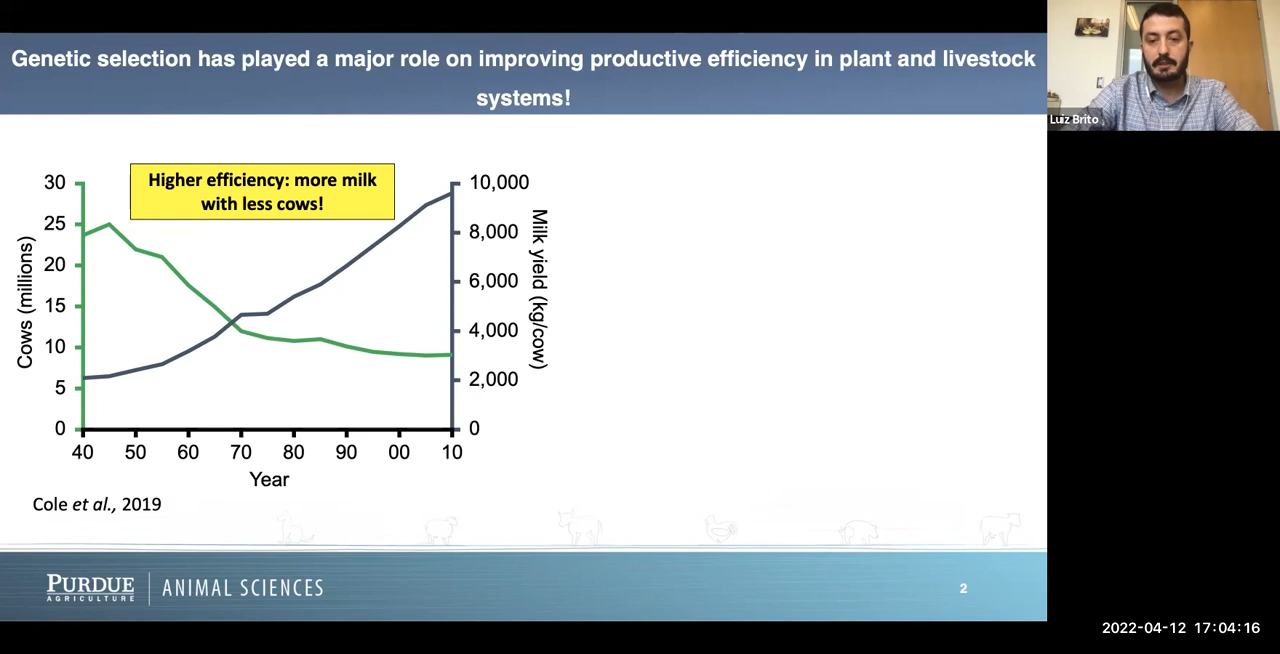 Genetic selection has played a major role on improving productive efficiency in plant and livestock
systems!
Luiz Brito
Higher efficiency: more milk
with less cows!
30
25
20
15
10
5
0
Cows (millions)
10,000
8,000
6,000
4,000
2,000
0
Milk yield (kg/cow)
40 50 60 70 80 90 00 10
Year
Cole et al., 2019
PURDUE
AGRICULTURE
ANIMAL SCIENCES
2
2022-04-12 17:04:16